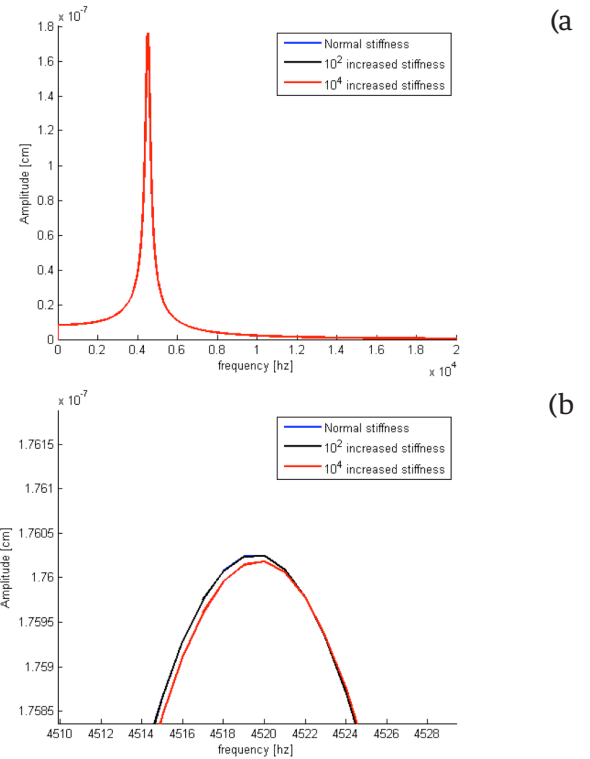 (a
x 10-7
1.8
1.6
1.4
1.2
1
0.8
0.6
0.4
0.2
0
Amplitude [cm]
Normal stiffness
10² increased stiffness
10⁴ increased stiffness
0 0.2 0.4 0.6 0.8 1 1.2 1.4 1.6 1.8 2
frequency [hz]
x 10⁴
(b
x 10-7
1.7615
1.761
1.7605
1.76
1.7595
1.759
1.7585
Amplitude [cm]
Normal stiffness
10² increased stiffness
10⁴ increased stiffness
4510 4512 4514 4516 4518 4520 4522 4524 4526 4528
frequency [hz]